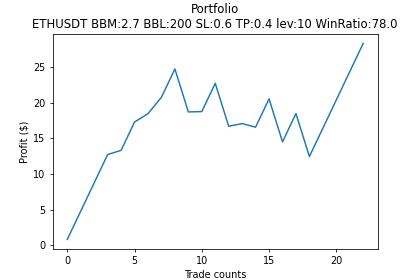 Portfolio
ETHUSDT BBM:2.7 BBL:200 SL:0.6 TP:0.4 lev:10 WinRatio:78.0
25
20
15
10
5
0
Profit ($)
0 5 10 15 20
Trade counts